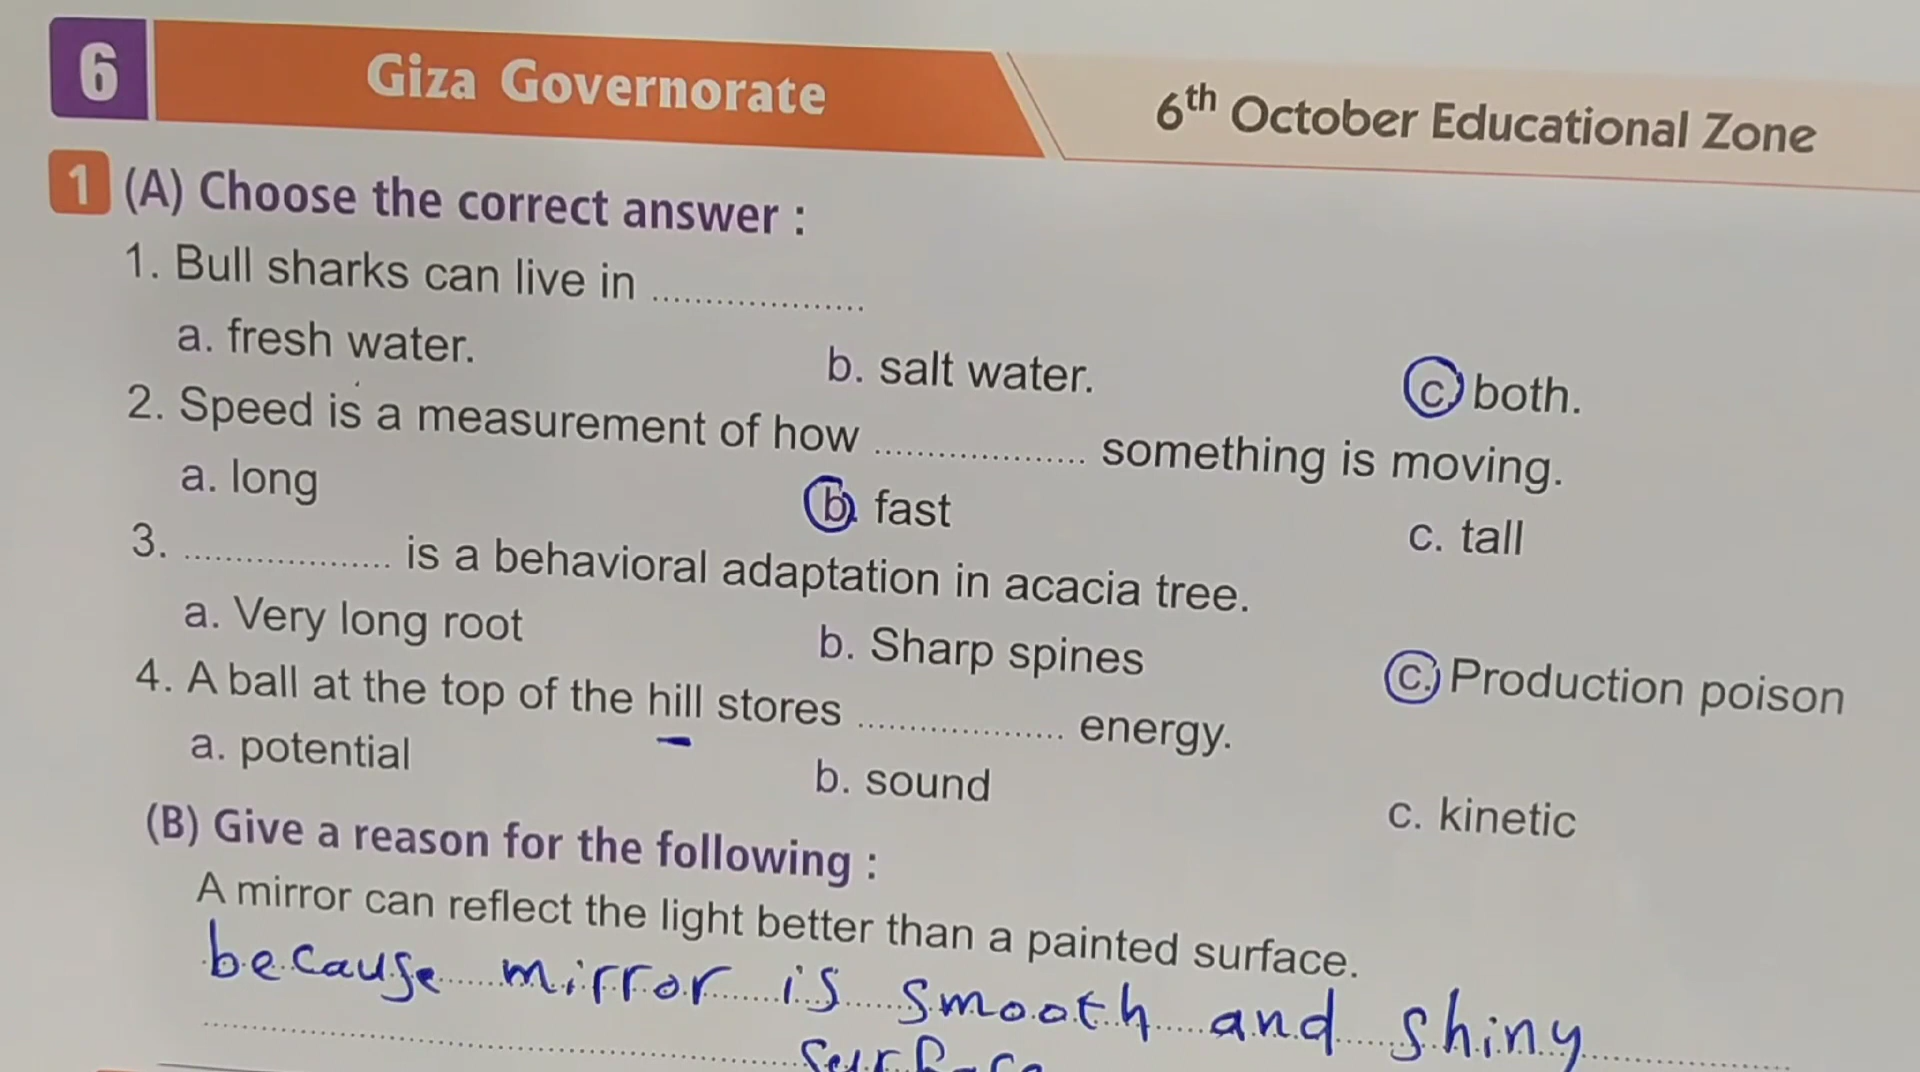 6 Giza Governorate 6th October Educational Zone
1 (A) Choose the correct answer :
1. Bull sharks can live in ....................
a. fresh water. b. salt water. c. both.
2. Speed is a measurement of how .................... something is moving.
a. long b. fast c. tall
3. .................... is a behavioral adaptation in acacia tree.
a. Very long root b. Sharp spines c. Production poison
4. A ball at the top of the hill stores .................... energy.
a. potential b. sound c. kinetic
(B) Give a reason for the following :
A mirror can reflect the light better than a painted surface.
because mirror is smooth and shiny